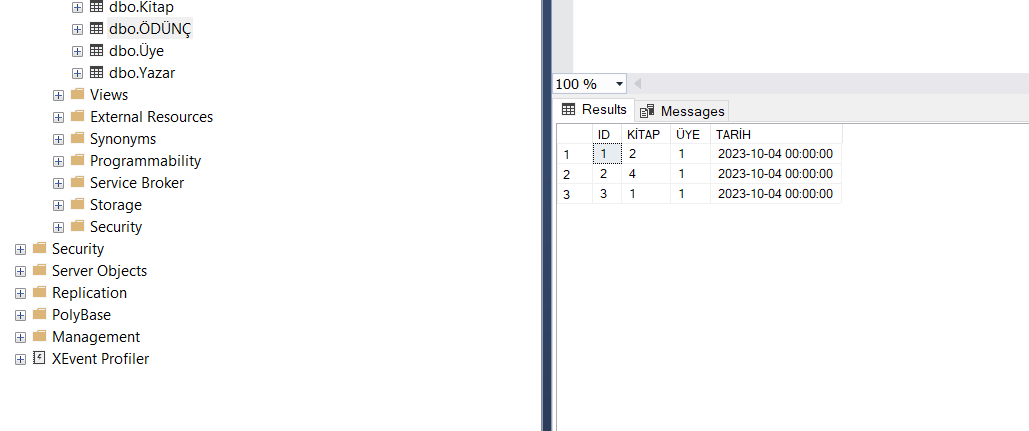 dbo.Kitap
dbo.ÖDÜNÇ
dbo.Üye
dbo.Yazar
Views
External Resources
Synonyms
Programmability
Service Broker
Storage
Security
Security
Server Objects
Replication
PolyBase
Management
XEvent Profiler
100 %
Results Messages
ID KİTAP ÜYE TARİH
1 1 2 1 2023-10-04 00:00:00
2 2 4 1 2023-10-04 00:00:00
3 3 1 1 2023-10-04 00:00:00